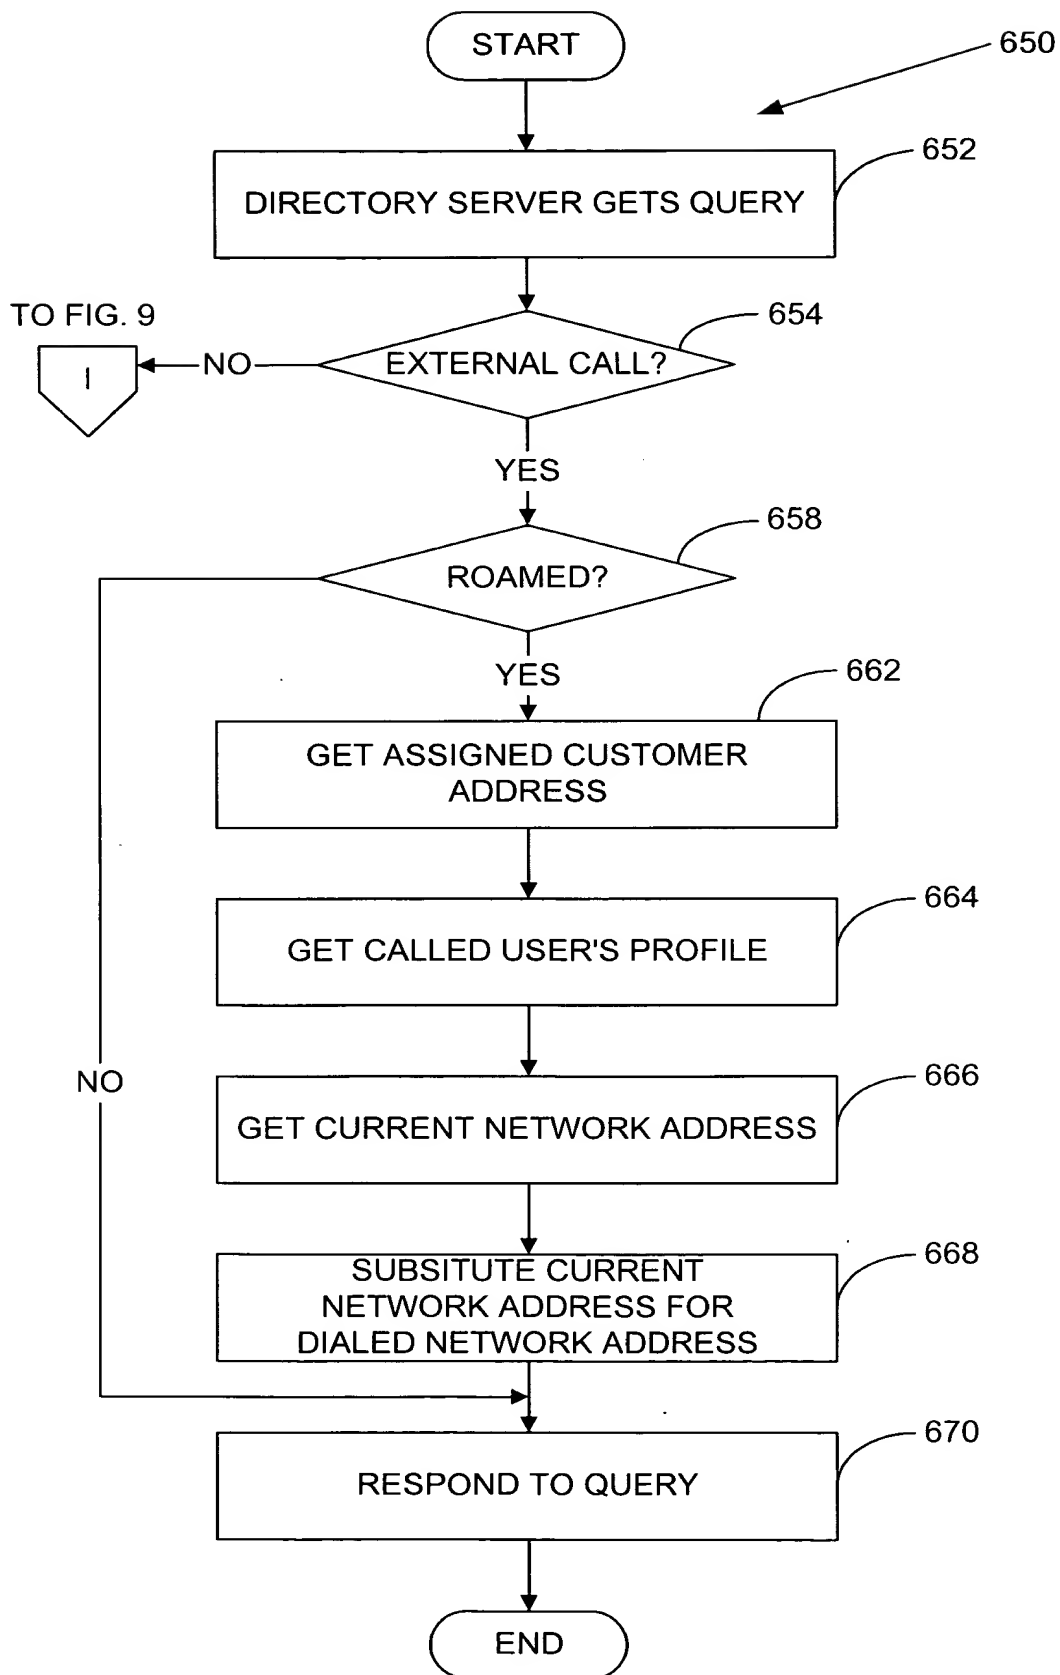 START
650
652
DIRECTORY SERVER GETS QUERY
TO FIG. 9
654
I
NO
EXTERNAL CALL?
YES
658
ROAMED?
YES
662
GET ASSIGNED CUSTOMER
ADDRESS
664
GET CALLED USER'S PROFILE
NO
666
GET CURRENT NETWORK ADDRESS
668
SUBSITUTE CURRENT
NETWORK ADDRESS FOR
DIALED NETWORK ADDRESS
670
RESPOND TO QUERY
END